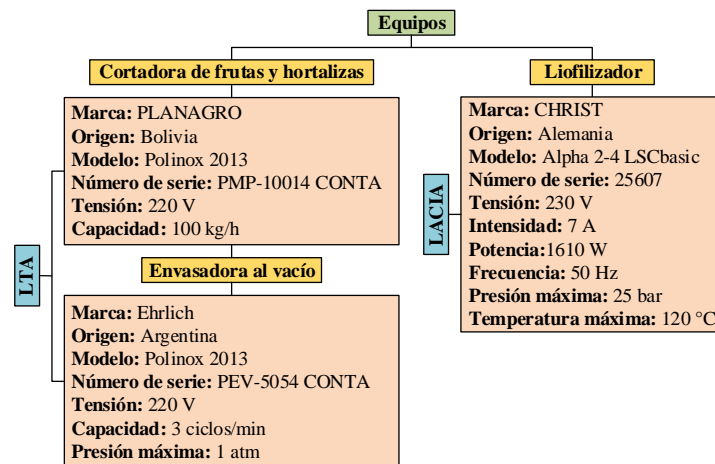 Equipos
Cortadora de frutas y hortalizas
Marca: PLANAGRO
Origen: Bolivia
Modelo: Polinox 2013
Número de serie: PMP-10014 CONTA
Tensión: 220 V
Capacidad: 100 kg/h
LTA
Envasadora al vacío
Marca: Ehrlich
Origen: Argentina
Modelo: Polinox 2013
Número de serie: PEV-5054 CONTA
Tensión: 220 V
Capacidad: 3 ciclos/min
Presión máxima: 1 atm
Liofilizador
LACIA
Marca: CHRIST
Origen: Alemania
Modelo: Alpha 2-4 LSCbasic
Número de serie: 25607
Tensión: 230 V
Intensidad: 7 A
Potencia:1610 W
Frecuencia: 50 Hz
Presión máxima: 25 bar
Temperatura máxima: 120 °C